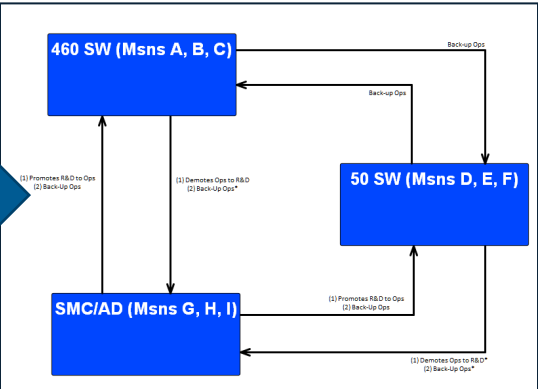 460 SW (Msns A, B, C)
Back-up Ops
Back-up Ops
(1) Promotes R&D to Ops
(2) Back-Up Ops
(1) Demotes Ops to R&D
(2) Back-Up Ops*
50 SW (Msns D, E, F)
SMC/AD (Msns G, H, I)
(1) Promotes R&D to Ops
(2) Back-Up Ops
(1) Demotes Ops to R&D*
(2) Back-Up Ops*